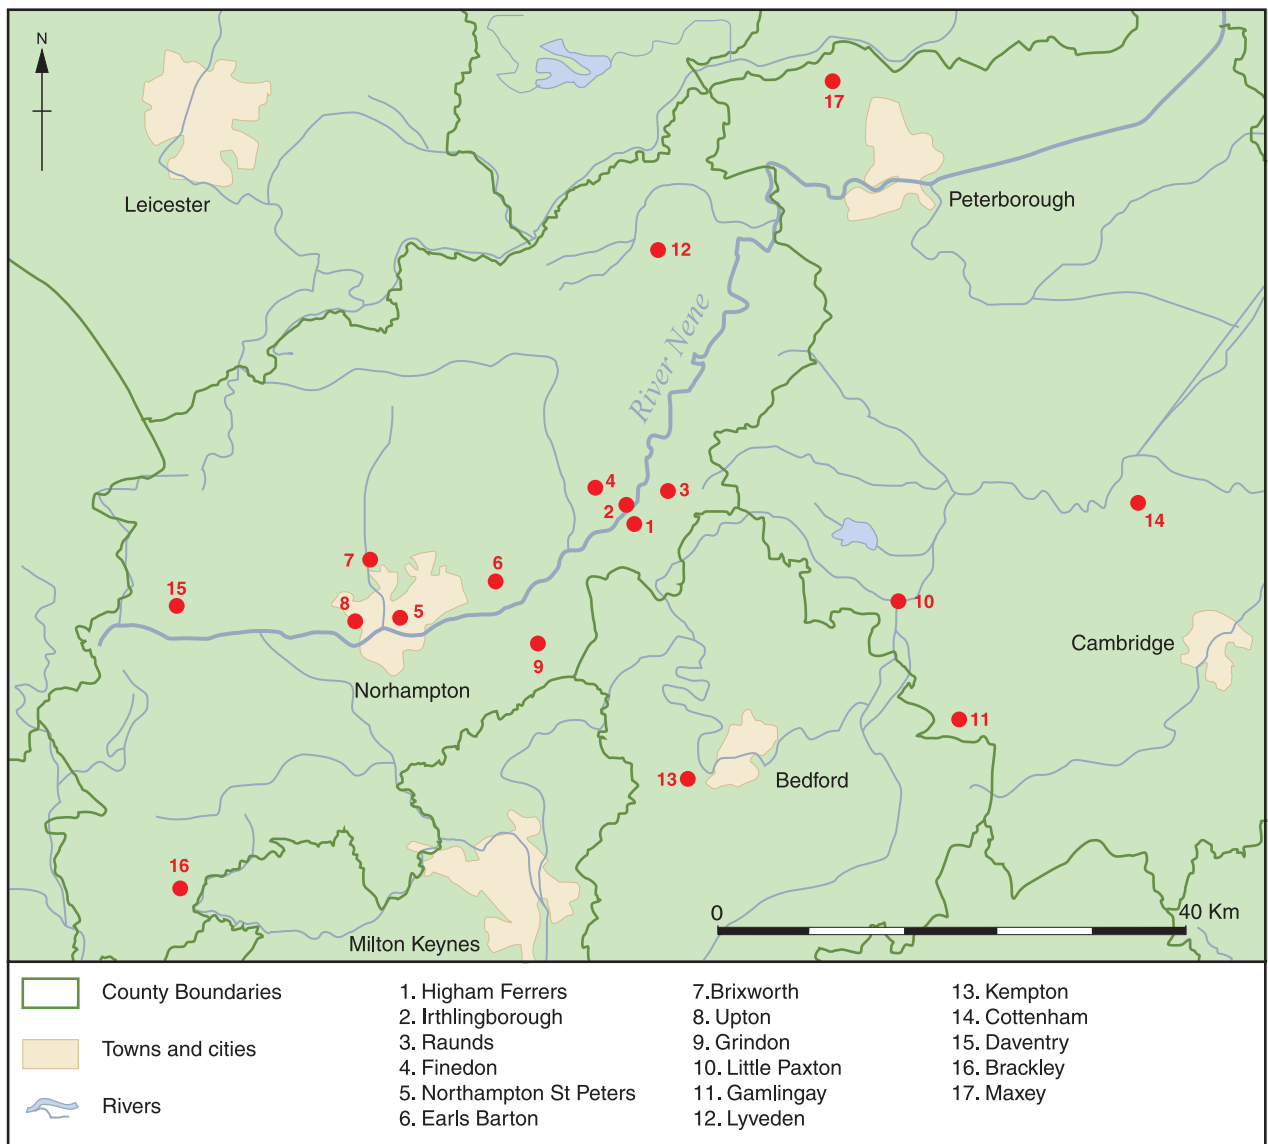 N
17
Leicester
Peterborough
12
River Nene
4
3
2
1
14
7
6
15
10
8
5
Cambridge
9
Norhampton
11
13
Bedford
16
0
40 Km
Milton Keynes
County Boundaries
Towns and cities
Rivers
1. Higham Ferrers
2. Irthlingborough
3. Raunds
4. Finedon
5. Northampton St Peters
6. Earls Barton
7.Brixworth
8. Upton
9. Grindon
10. Little Paxton
11. Gamlingay
12. Lyveden
13. Kempton
14. Cottenham
15. Daventry
16. Brackley
17. Maxey